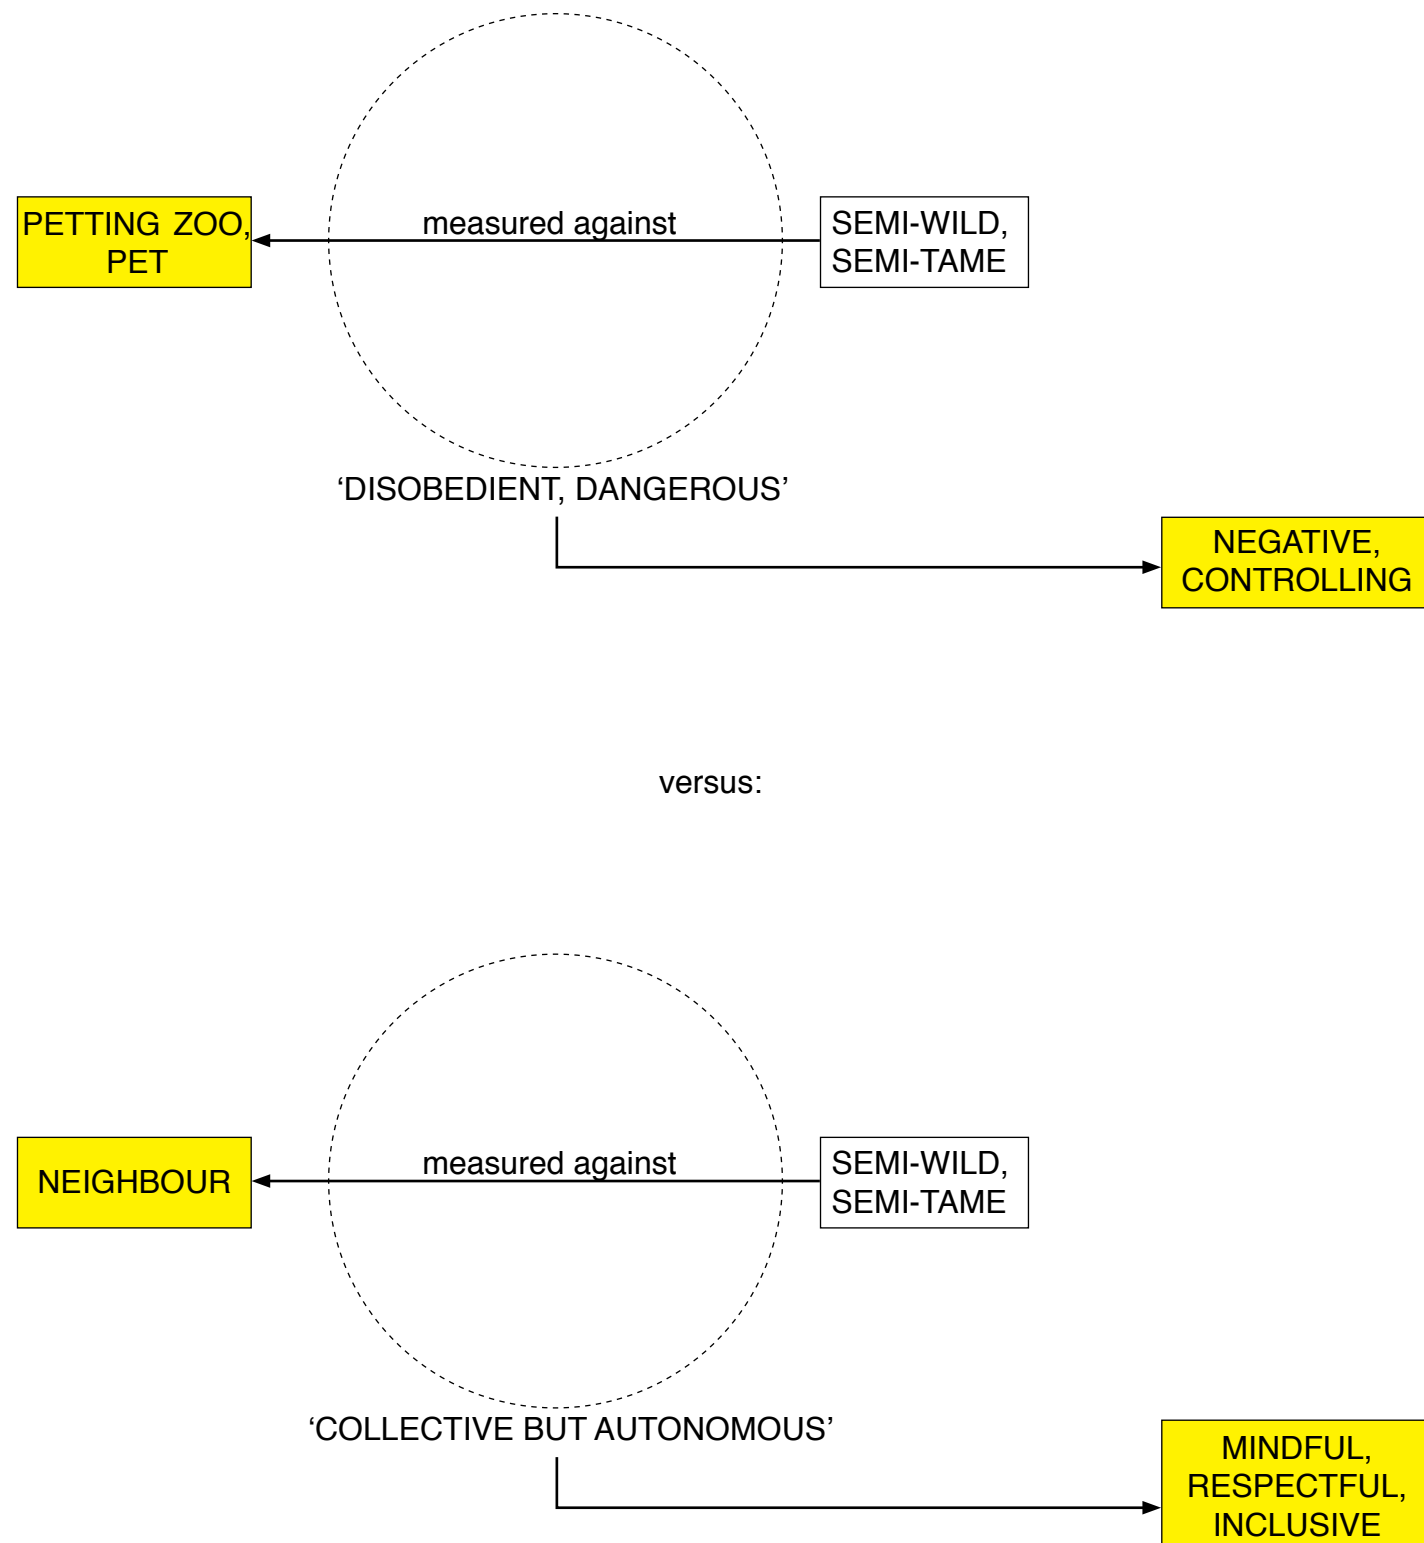 PETTING ZOO,
PET
measured against
SEMI-WILD,
SEMI-TAME
‘DISOBEDIENT, DANGEROUS’
NEGATIVE,
CONTROLLING
versus:
NEIGHBOUR
measured against
SEMI-WILD,
SEMI-TAME
‘COLLECTIVE BUT AUTONOMOUS’
MINDFUL,
RESPECTFUL,
INCLUSIVE